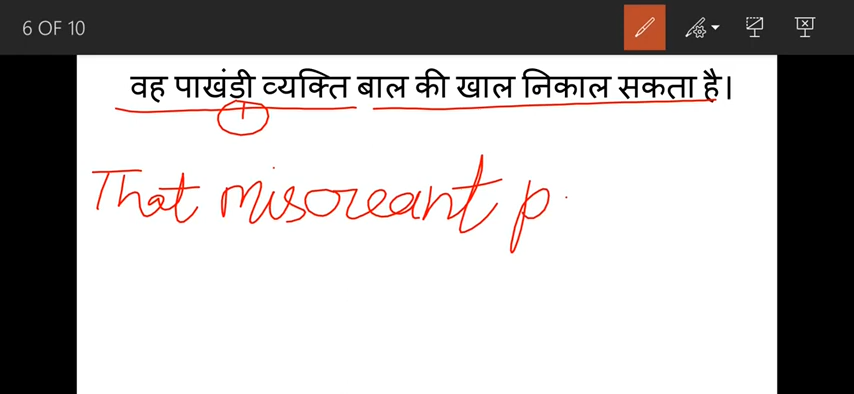 6 OF 10
वह पाखंडी व्यक्ति बाल की खाल निकाल सकता है।
That miscreant p